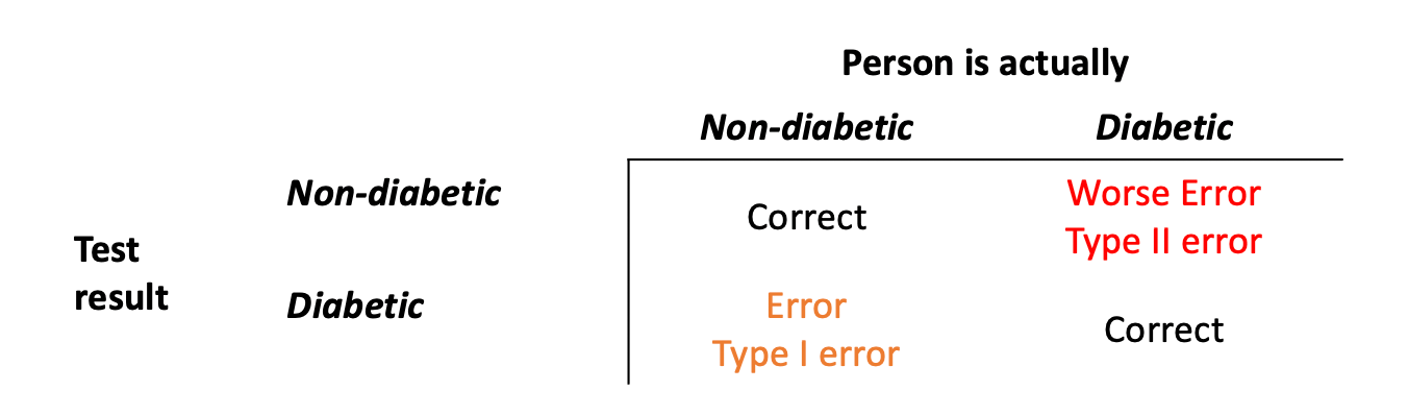 Person is actually
Non-diabetic Diabetic
Non-diabetic
Correct
Worse Error
Type II error
Test
result
Diabetic
Error
Type I error
Correct